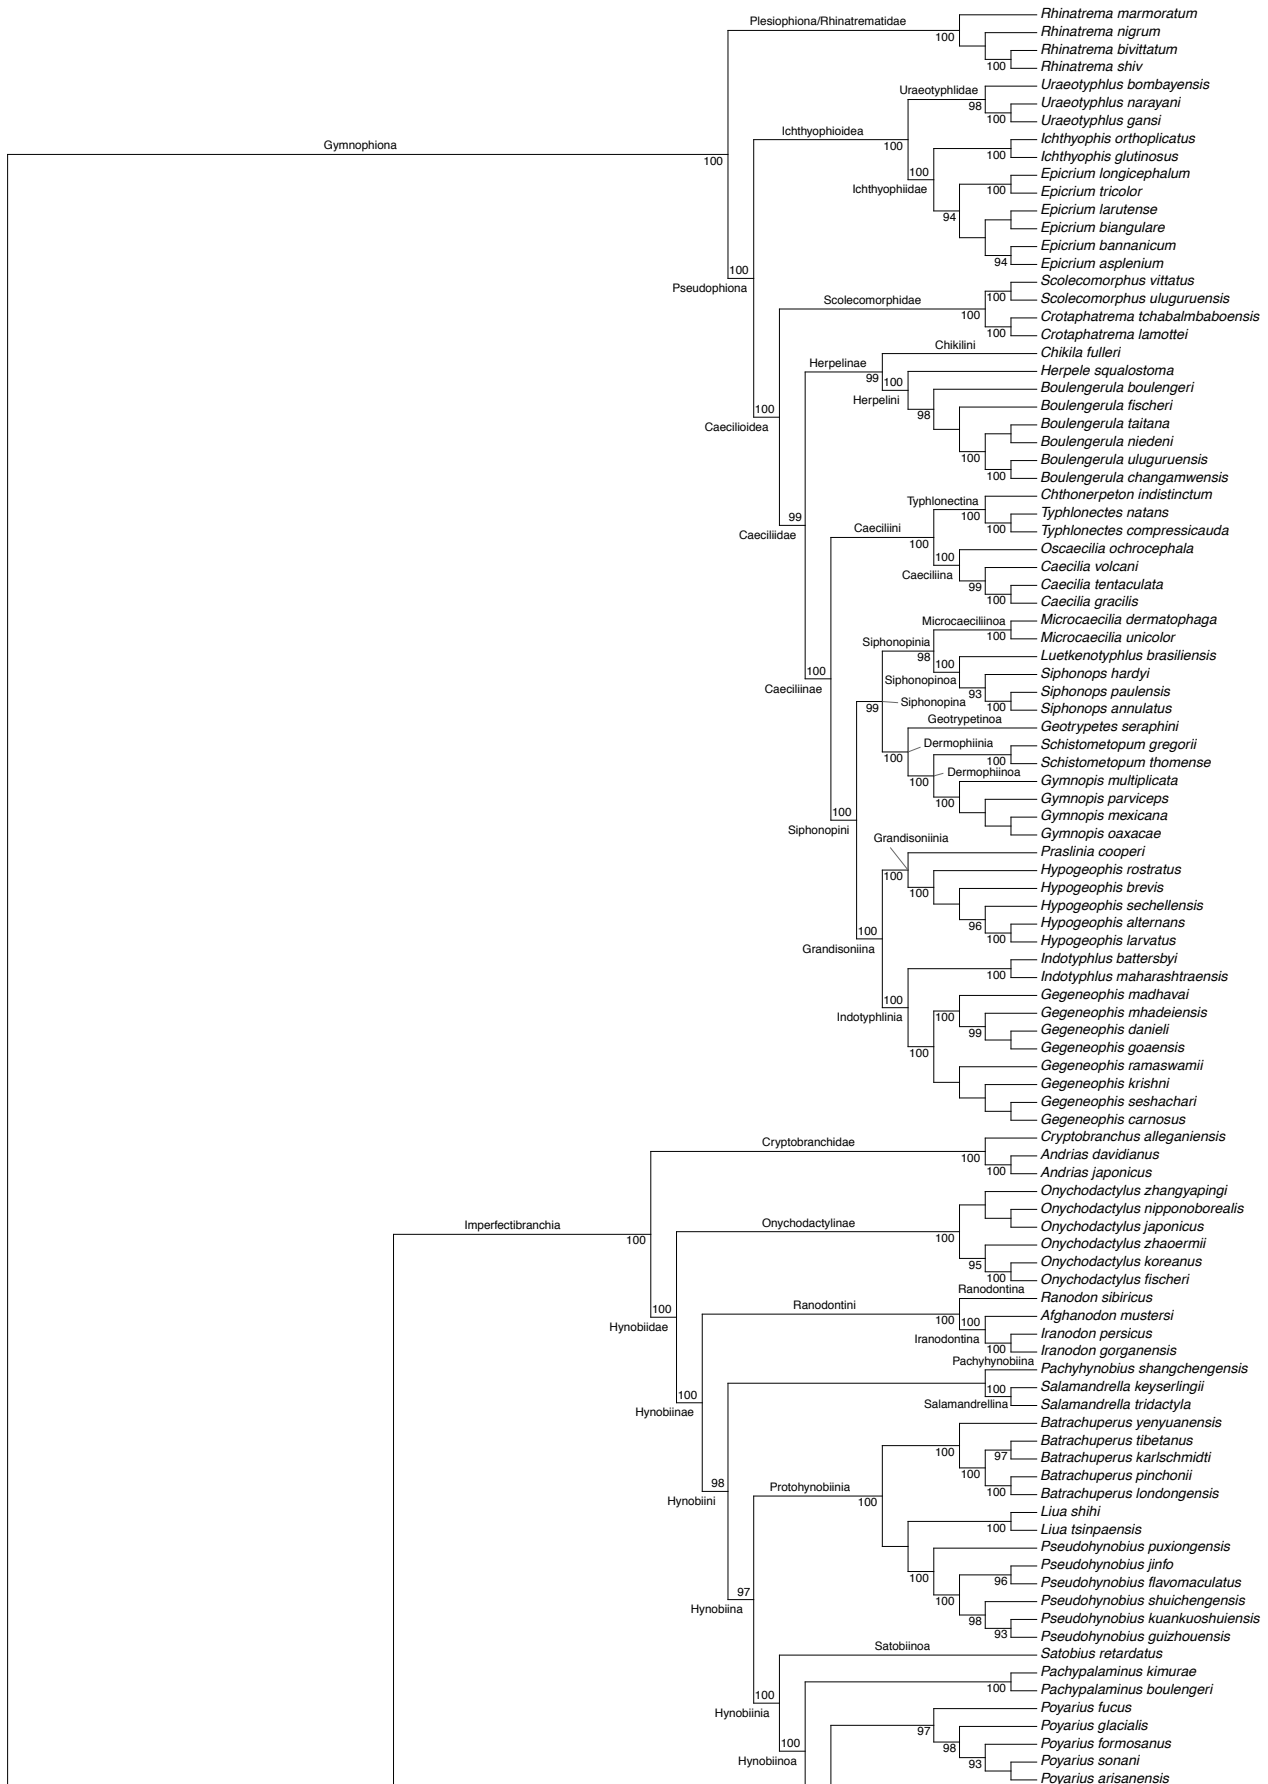 Plesiophiona/Rhinatrematidae
100
Rhinatrema marmoratum
Rhinatrema nigrum
Rhinatrema bivittatum
100
Rhinatrema shiv
Uraeotyphlidae
98
Uraeotyphlus bombayensis
Uraeotyphlus narayani
100
Uraeotyphlus gansi
Gymnophiona
100
Ichthyophioidea
100
Ichthyophis orthoplicatus
100
Ichthyophis glutinosus
100
Ichthyophiidae
Epicrium longicephalum
100
Epicrium tricolor
94
Epicrium larutense
Epicrium biangulare
Epicrium bannanicum
94
Epicrium asplenium
100
Pseudophiona
Scolecomorphidae
100
Scolecomorphus vittatus
100
Scolecomorphus uluguruensis
Crotaphatrema tchabalmbaboensis
100
Crotaphatrema lamottei
Chikilini
Chikila fulleri
Herpelinae
99
100
Herpelini
Herpele squalostoma
Boulengerula boulengeri
98
Boulengerula fischeri
Boulengerula taitana
Boulengerula niedeni
100
Boulengerula uluguruensis
100
Boulengerula changamwensis
100
Caecilioidea
Typhlonectina
100
Chthonerpeton indistinctum
Typhlonectes natans
100
Typhlonectes compressicauda
99
Caeciliidae
Caeciliini
100
100
Caeciliina
Oscaecilia ochrocephala
Caecilia volcani
99
Caecilia tentaculata
100
Caecilia gracilis
Microcaeciliinoa
100
Microcaecilia dermatophaga
Microcaecilia unicolor
Siphonopinia
98
100
Siphonopinoa
Luetkenotyphlus brasiliensis
Siphonops hardyi
93
Siphonops paulensis
100
Siphonops annulatus
100
Caeciliinae
99
Siphonopina
Geotrypetinoa
Geotrypetes seraphini
Dermophiinia
100
Schistometopum gregorii
100
Schistometopum thomense
Dermophiinoa
100
Gymnopis multiplicata
100
Gymnopis parviceps
Gymnopis mexicana
Gymnopis oaxacae
100
Siphonopini
Grandisoniinia
100
Praslinia cooperi
Hypogeophis rostratus
100
Hypogeophis brevis
Hypogeophis sechellensis
96
Hypogeophis alternans
100
Hypogeophis larvatus
100
Grandisoniina
Indotyphlus battersbyi
100
Indotyphlus maharashtraensis
100
Indotyphlinia
Gegeneophis madhavai
100
Gegeneophis mhadeiensis
99
Gegeneophis danieli
Gegeneophis goaensis
100
Gegeneophis ramaswamii
Gegeneophis krishni
Gegeneophis seshachari
Gegeneophis carnosus
Cryptobranchidae
100
Cryptobranchus alleganiensis
Andrias davidianus
100
Andrias japonicus
Imperfectibranchia
100
Onychodactylinae
100
Onychodactylus zhangyapingi
Onychodactylus nipponoborealis
Onychodactylus japonicus
Onychodactylus zhaoermii
95
Onychodactylus koreanus
100
Onychodactylus fischeri
100
Hynobiidae
Ranodontini
100
Ranodontina
Ranodon sibiricus
100
Iranodontina
Afghanodon mustersi
Iranodon persicus
100
Iranodon gorganensis
Pachyhynobiina
Pachyhynobius shangchengensis
100
Salamandrellina
Salamandrella keyserlingii
Salamandrella tridactyla
100
Hynobiinae
98
Hynobiini
Protohynobiinia
100
Batrachuperus yenyuanensis
100
Batrachuperus tibetanus
97
Batrachuperus karlschmidti
100
Batrachuperus pinchonii
100
Batrachuperus londongensis
Liua shihi
100
Liua tsinpaensis
Pseudohynobius puxiongensis
100
Pseudohynobius jinfo
96
Pseudohynobius flavomaculatus
100
Pseudohynobius shuichengensis
98
Pseudohynobius kuankuoshuiensis
93
Pseudohynobius guizhouensis
97
Hynobiina
Satobiinoa
Satobius retardatus
100
Hynobiinia
Pachypalaminus kimurae
100
Pachypalaminus boulengeri
100
Hynobiinoa
Poyarius fucus
97
Poyarius glacialis
98
Poyarius formosanus
93
Poyarius sonani
Poyarius arisanensis